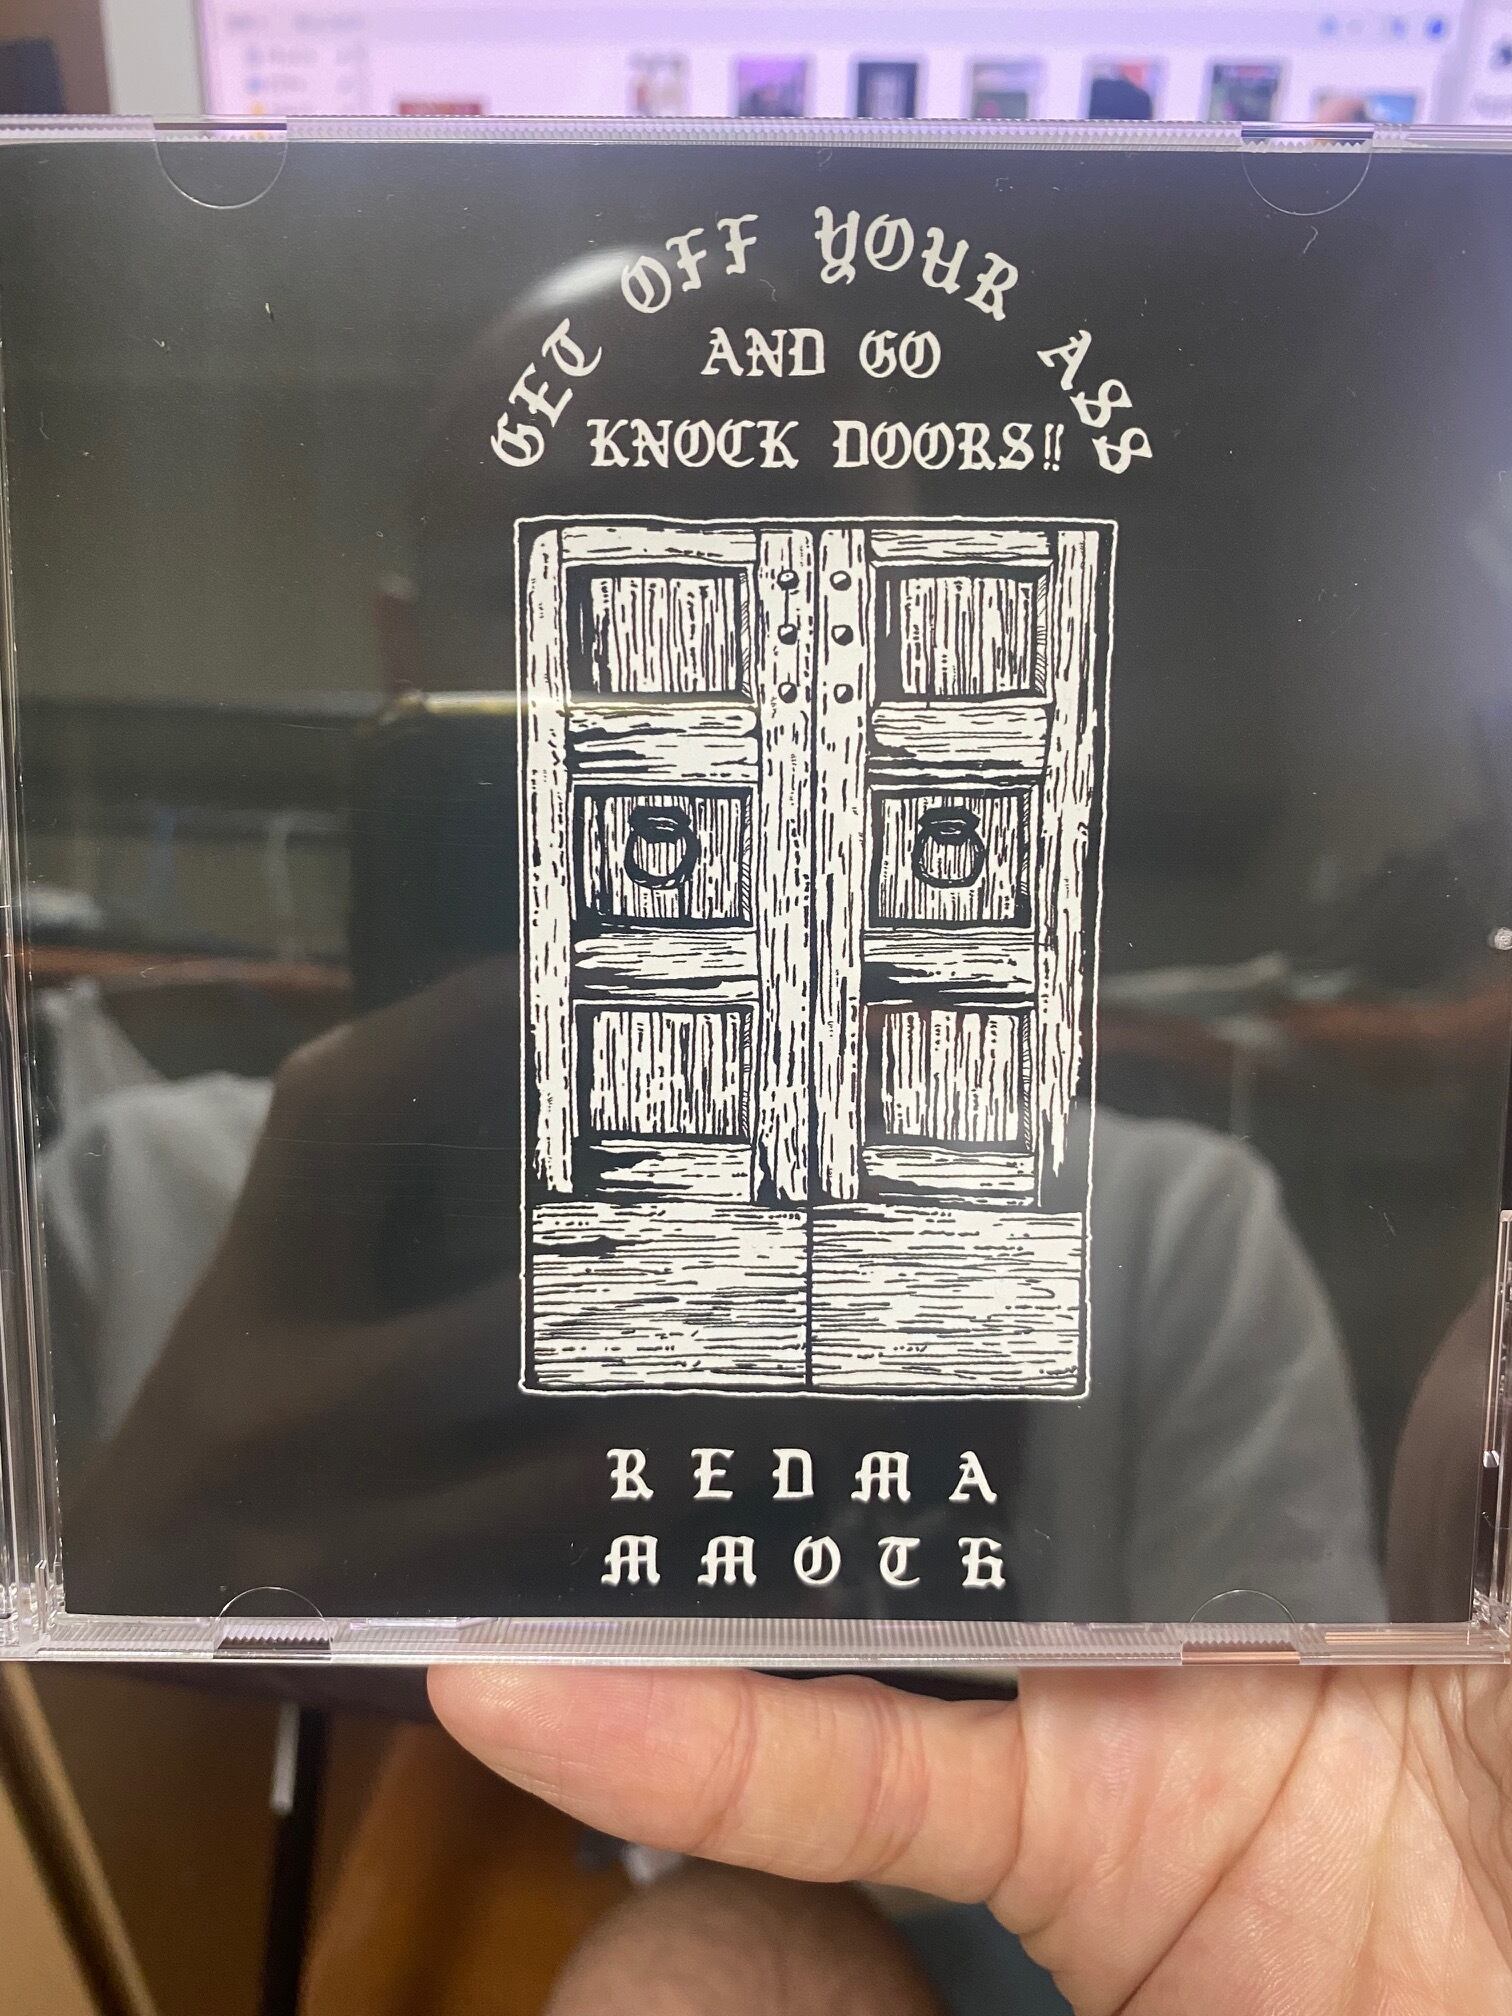 GET OFF YOUR ASS
AND GO
KNOCK DOORS!!
REDMA
MMOTH